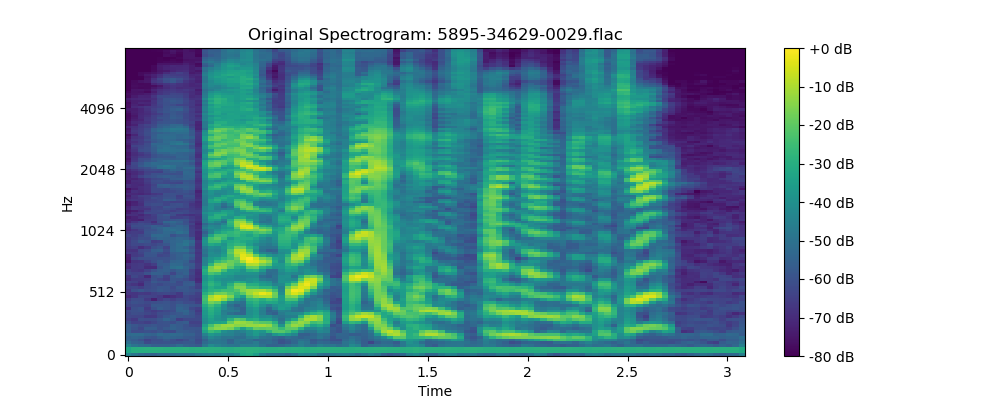 Original Spectrogram: 5895-34629-0029.flac
Hz
4096
2048
1024
512
0
0
0.5
1
1.5
2
2.5
3
Time
+0 dB
-10 dB
-20 dB
-30 dB
-40 dB
-50 dB
-60 dB
-70 dB
-80 dB